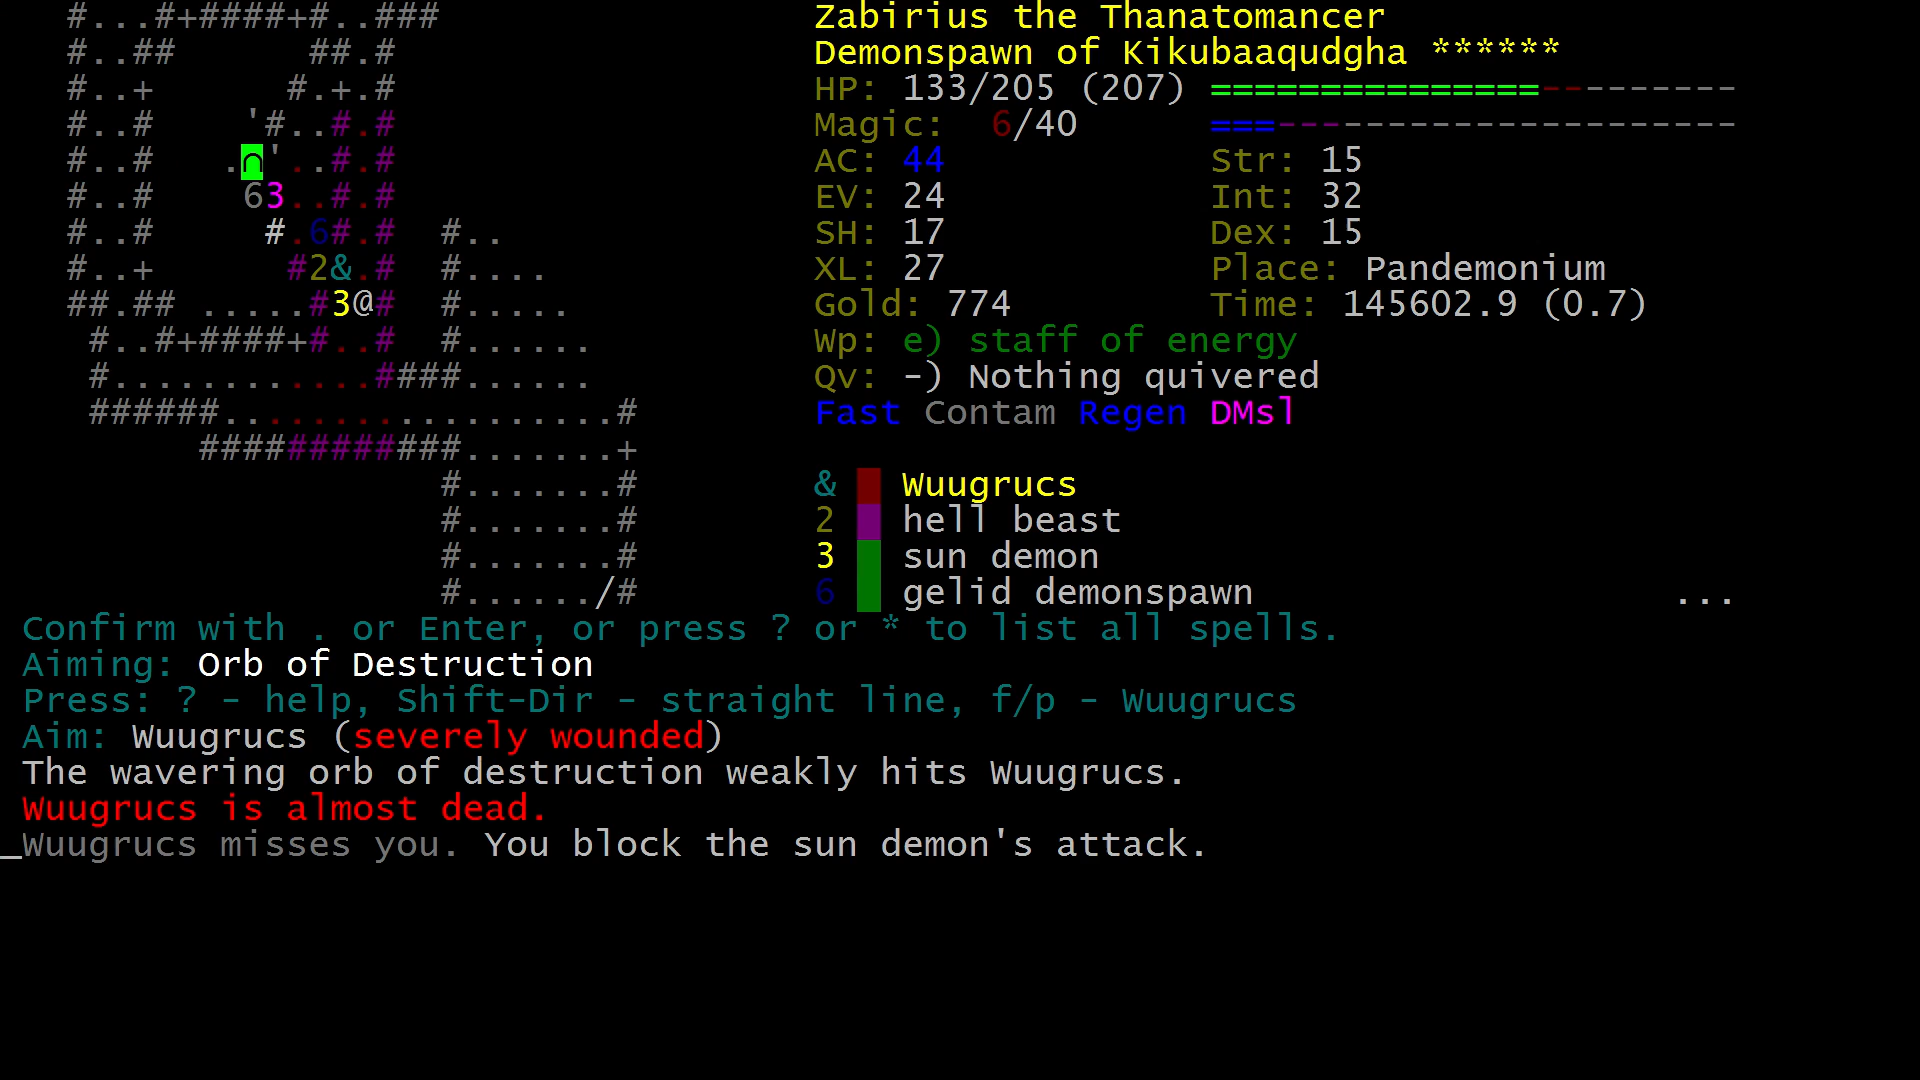 #...#+####+#..###   Zabirius the Thanatomancer
#..##      ##.#   Demonspawn of Kikubaaqudgha ******
#..+      #.+.#   HP: 133/205 (207) =================-------
#..#    '#..#.#   Magic:  6/40   ===---------------------
#..#   .∩'..#.#   AC: 44   Str: 15
#..#    63..#.#   EV: 24   Int: 32
#..#     #.6#.#  #..   SH: 17   Dex: 15
#..+      #2&.#  #....   XL: 27   Place: Pandemonium
##.## .....#3@#  #.....   Gold: 774   Time: 145602.9 (0.7)
#..#+####+#..#  #......   Wp: e) staff of energy
#............####......   Qv: -) Nothing quivered
######..................#   Fast Contam Regen DMsl
############.......+
#.......#   &   Wuugrucs
#.......#   2   hell beast
#.......#   3   sun demon
#....../#   6   gelid demonspawn   ...
Confirm with . or Enter, or press ? or * to list all spells.
Aiming: Orb of Destruction
Press: ? - help, Shift-Dir - straight line, f/p - Wuugrucs
Aim: Wuugrucs (severely wounded)
The wavering orb of destruction weakly hits Wuugrucs.
Wuugrucs is almost dead.
_Wuugrucs misses you. You block the sun demon's attack.